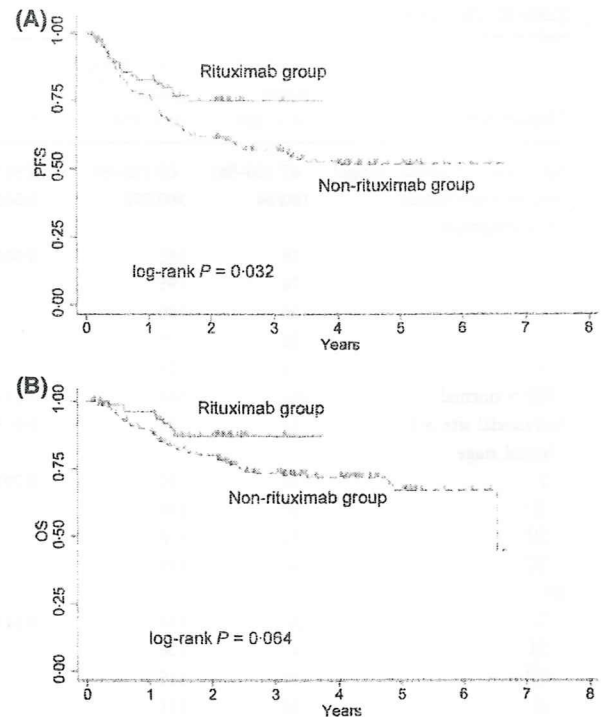 (A)
1·00
0·75
0·50
0·25
0·00
PFS
Rituximab group
Non-rituximab group
log-rank P = 0·032
0 1 2 3 4 5 6 7 8
Years
(B)
1·00
0·75
0·50
0·25
0·00
OS
Rituximab group
Non-rituximab group
log-rank P = 0·064
0 1 2 3 4 5 6 7 8
Years